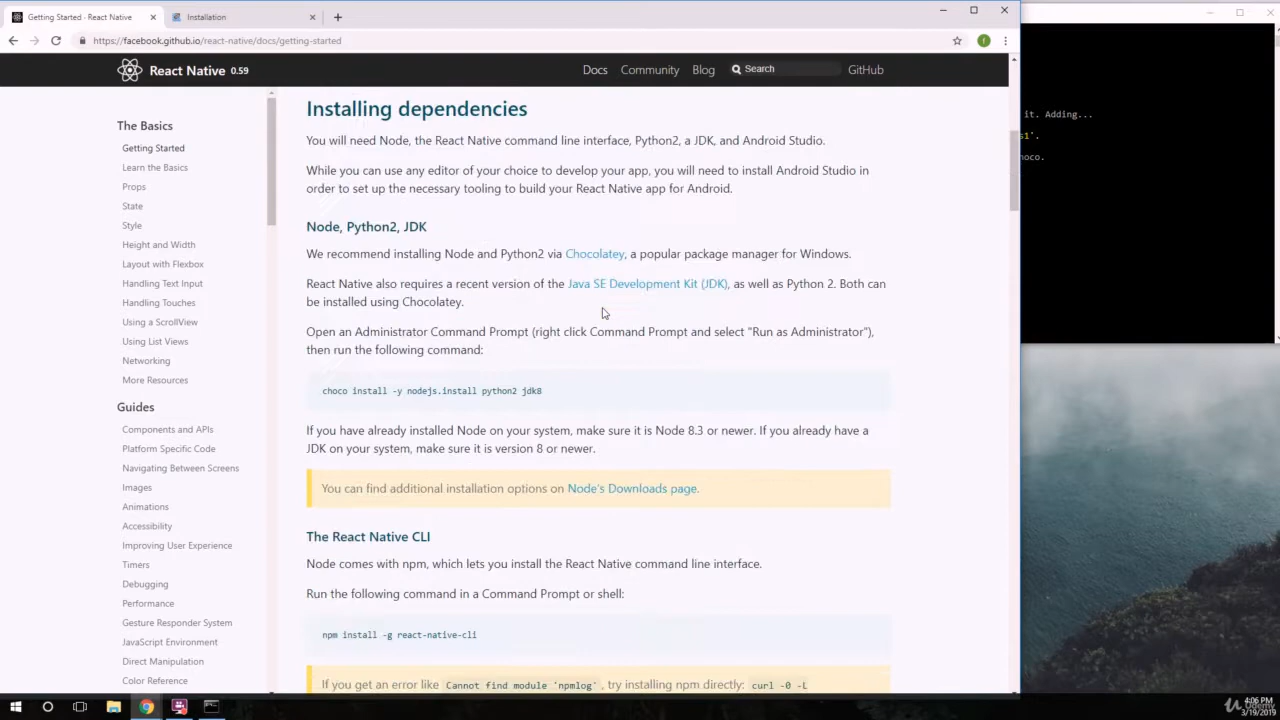 Getting Started · React Native
Installation
https://facebook.github.io/react-native/docs/getting-started
React Native 0.59
Docs
Community
Blog
Search
GitHub
The Basics
Getting Started
Learn the Basics
Props
State
Style
Height and Width
Layout with Flexbox
Handling Text Input
Handling Touches
Using a ScrollView
Using List Views
Networking
More Resources
Guides
Components and APIs
Platform Specific Code
Navigating Between Screens
Images
Animations
Accessibility
Improving User Experience
Timers
Debugging
Performance
Gesture Responder System
JavaScript Environment
Direct Manipulation
Color Reference
Installing dependencies
You will need Node, the React Native command line interface, Python2, a JDK, and Android Studio.
While you can use any editor of your choice to develop your app, you will need to install Android Studio in
order to set up the necessary tooling to build your React Native app for Android.
Node, Python2, JDK
We recommend installing Node and Python2 via Chocolatey, a popular package manager for Windows.
React Native also requires a recent version of the Java SE Development Kit (JDK), as well as Python 2. Both can
be installed using Chocolatey.
Open an Administrator Command Prompt (right click Command Prompt and select "Run as Administrator"),
then run the following command:
choco install -y nodejs.install python2 jdk8
If you have already installed Node on your system, make sure it is Node 8.3 or newer. If you already have a
JDK on your system, make sure it is version 8 or newer.
You can find additional installation options on Node's Downloads page.
The React Native CLI
Node comes with npm, which lets you install the React Native command line interface.
Run the following command in a Command Prompt or shell:
npm install -g react-native-cli
If you get an error like Cannot find module 'npmlog', try installing npm directly: curl -0 -L
it. Adding...
s1'.
hoco.
4:06 PM
3/19/2019
Udemy